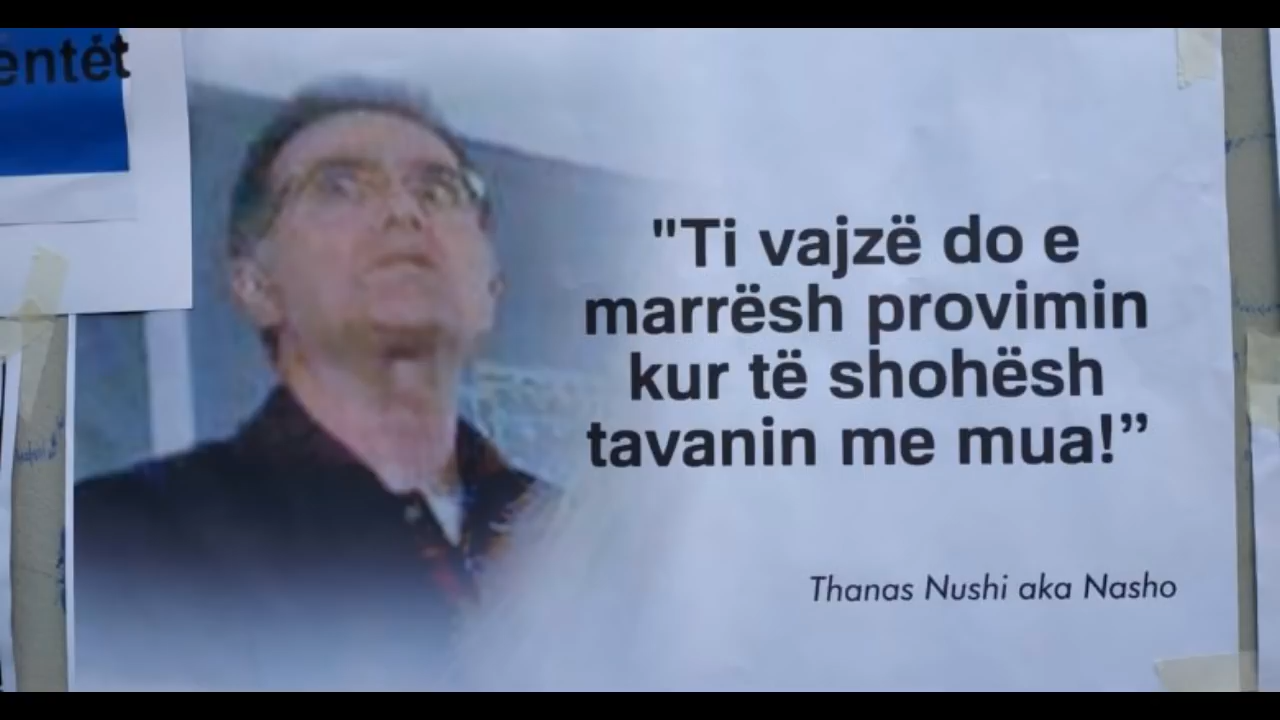 entët
"Ti vajzë do e
marrësh provimin
kur të shohësh
tavanin me mua!”
Thanas Nushi aka Nasho